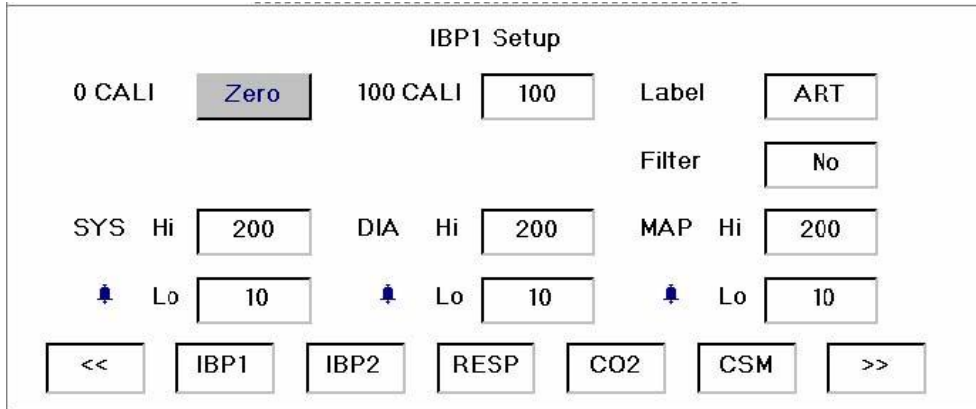 IBP1 Setup
0 CALI Zero 100 CALI 100 Label ART
Filter No
SYS Hi 200 DIA Hi 200 MAP Hi 200
Lo 10 Lo 10 Lo 10
<< IBP1 IBP2 RESP CO2 CSM >>